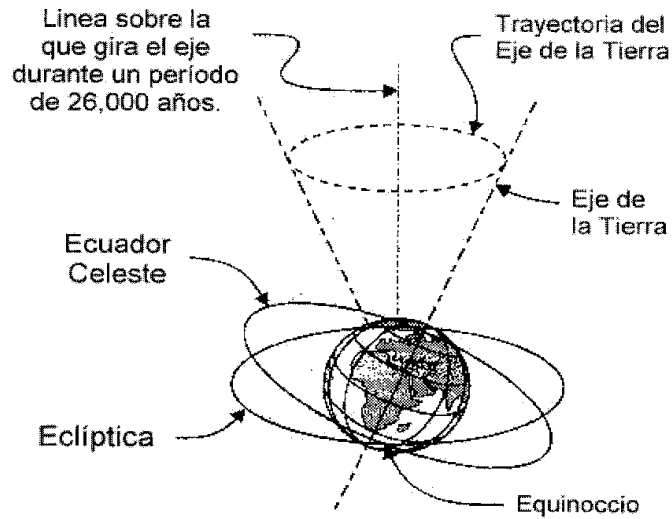 Linea sobre la
que gira el eje
durante un período
de 26,000 años.
Trayectoria del
Eje de la Tierra
Eje de
la Tierra
Ecuador
Celeste
Eclíptica
Equinoccio